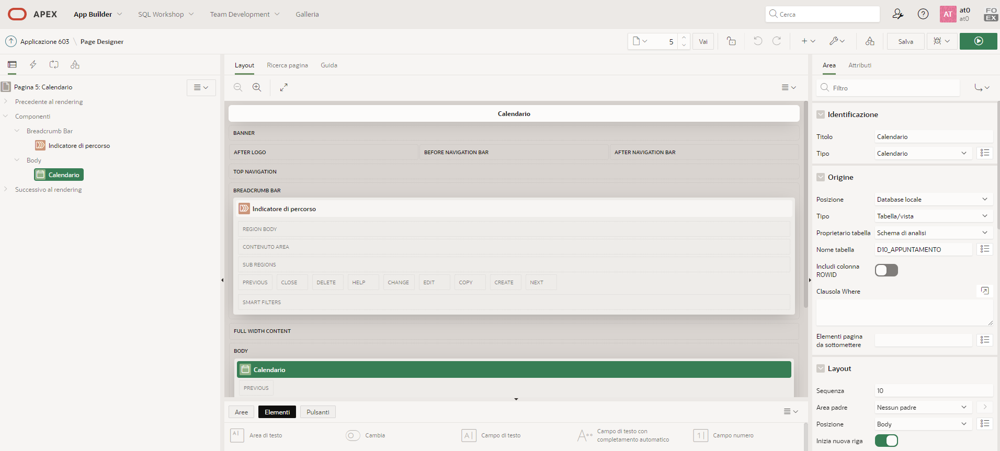 APEX
App Builder
SQL Workshop
Team Development
Galleria
Cerca
AT
at0
at0
FO
EX
Applicazione 603 \ Page Designer
5
Vai
Salva
Pagina 5: Calendario
Precedente al rendering
Componenti
Breadcrumb Bar
Indicatore di percorso
Body
Calendario
Successivo al rendering
Layout
Ricerca pagina
Guida
Calendario
BANNER
AFTER LOGO
BEFORE NAVIGATION BAR
AFTER NAVIGATION BAR
TOP NAVIGATION
BREADCRUMB BAR
Indicatore di percorso
REGION BODY
CONTENUTO AREA
SUB REGIONS
PREVIOUS
CLOSE
DELETE
HELP
CHANGE
EDIT
COPY
CREATE
NEXT
SMART FILTERS
FULL WIDTH CONTENT
BODY
Calendario
PREVIOUS
Aree
Elementi
Pulsanti
Area di testo
Cambia
Campo di testo
Campo di testo con
completamento automatico
Campo numero
Area
Attributi
Filtro
Identificazione
Titolo
Calendario
Tipo
Calendario
Origine
Posizione
Database locale
Tipo
Tabella/vista
Proprietario tabella
Schema di analisi
Nome tabella
D10_APPUNTAMENTO
Includi colonna
ROWID
Clausola Where
Elementi pagina
da sottomettere
Layout
Sequenza
10
Area padre
Nessun padre
Posizione
Body
Inizia nuova riga